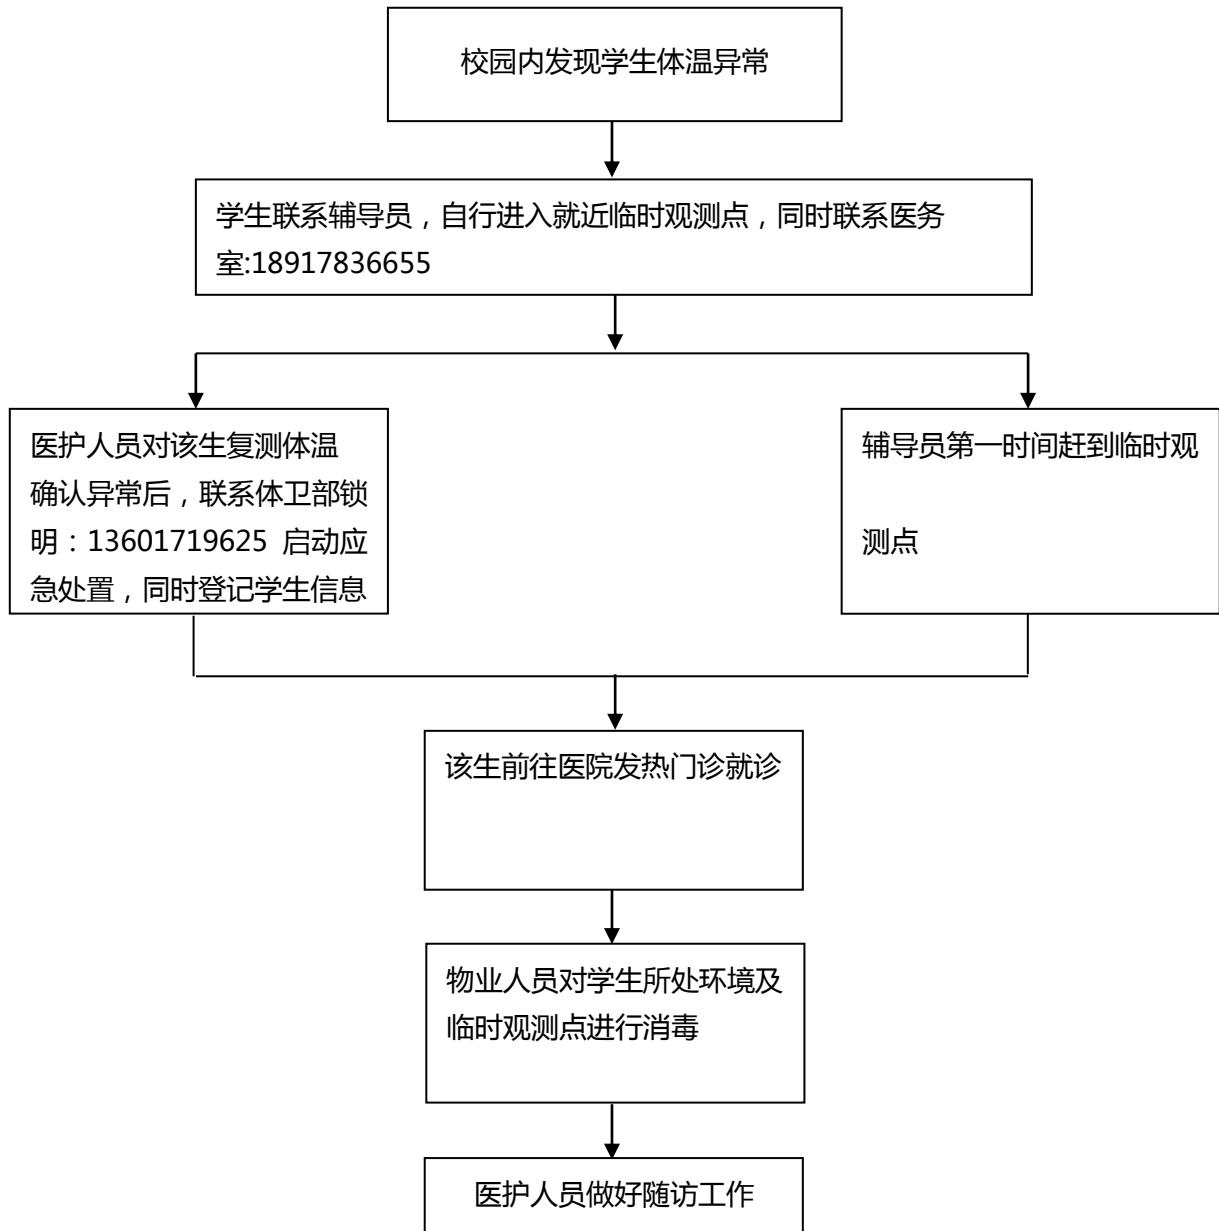 校园内发现学生体温异常
学生联系辅导员，自行进入就近临时观测点，同时联系医务
室:18917836655
医护人员对该生复测体温
确认异常后，联系体卫部锁
明：13601719625 启动应
急处置，同时登记学生信息
辅导员第一时间赶到临时观
测点
该生前往医院发热门诊就诊
物业人员对学生所处环境及
临时观测点进行消毒
医护人员做好随访工作